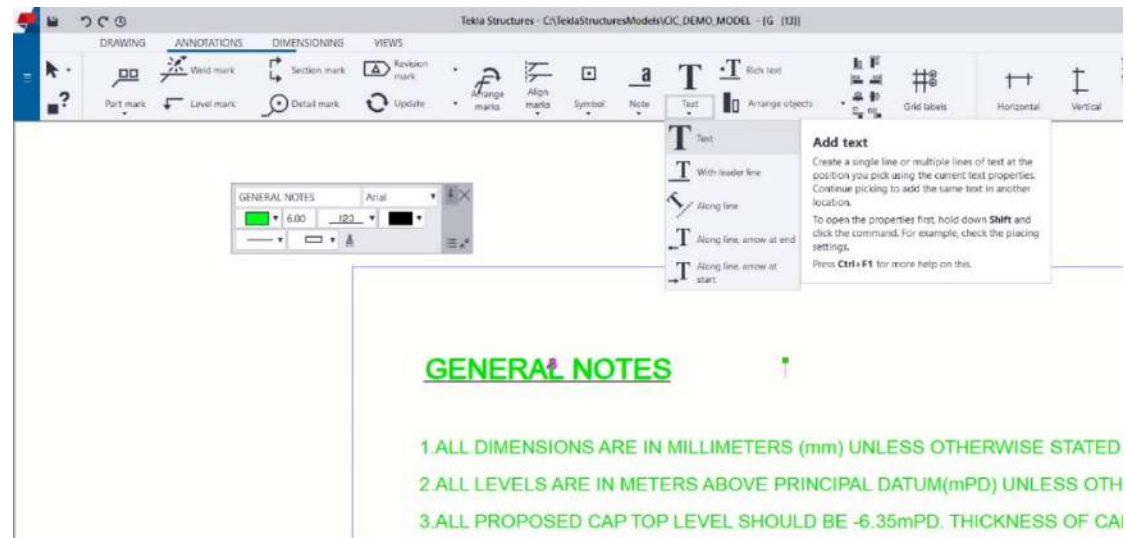 Tekla Structures - C:\TeklaStructuresModels\CIC_DEMO_MODEL - [G [13]]
DRAWING ANNOTATIONS DIMENSIONING VIEWS
Weld mark Section mark Revision mark Rich text
Part mark Level mark Detail mark Update Arrange marks Align marks Symbol Note Text Arrange objects Grid labels Horizontal Vertical
Text
With leader line
Along line
Along line, arrow at end
Along line, arrow at start
Add text
Create a single line or multiple lines of text at the
position you pick using the current text properties.
Continue picking to add the same text in another
location.
To open the properties first, hold down Shift and
click the command. For example, check the placing
settings.
Press Ctrl+F1 for more help on this.
GENERAL NOTES Arial
6.00 123
GENERAL NOTES
1.ALL DIMENSIONS ARE IN MILLIMETERS (mm) UNLESS OTHERWISE STATED
2.ALL LEVELS ARE IN METERS ABOVE PRINCIPAL DATUM(mPD) UNLESS OTH
3.ALL PROPOSED CAP TOP LEVEL SHOULD BE -6.35mPD. THICKNESS OF CA